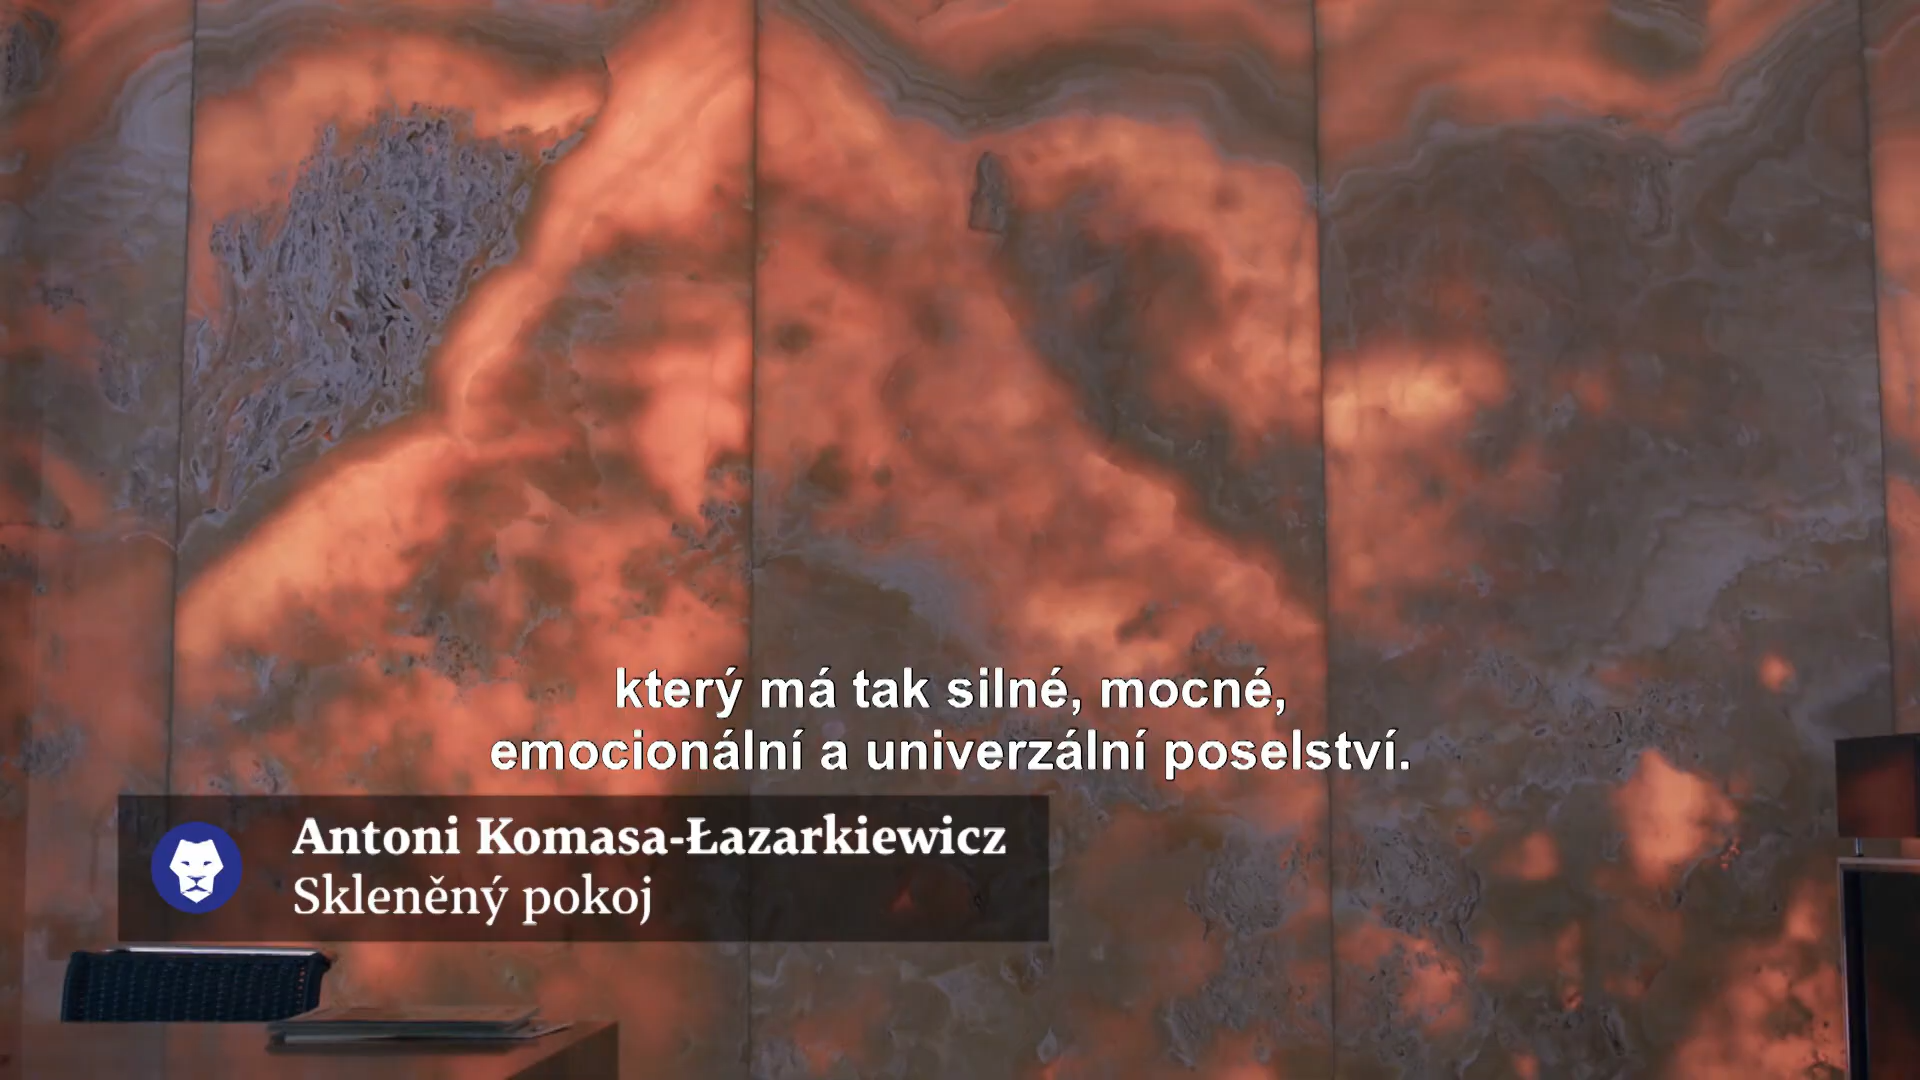 který má tak silné, mocné,
emocionální a univerzální poselství.
Antoni Komasa-Łazarkiewicz
Skleněný pokoj